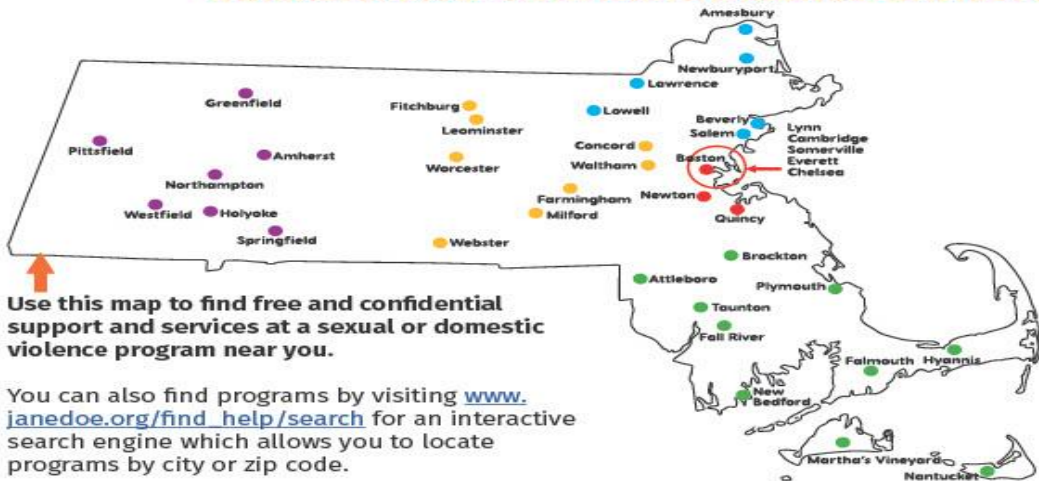 Amesbury
Newburyport
Lawrence
Greenfield
Fitchburg
Lowell
Leominster
Beverly
Salem
Lynn
Cambridge
Somerville
Everett
Chelsea
Concord
Boston
Pittsfield
Amherst
Worcester
Waltham
Northampton
Farmingham
Newton
Westfield
Holyoke
Milford
Quincy
Springfield
Webster
Brockton
Attleboro
Plymouth
Use this map to find free and confidential
support and services at a sexual or domestic
violence program near you.
Taunton
Fall River
Falmouth
Hyannis
You can also find programs by visiting www.
janedoe.org/find_help/search for an interactive
search engine which allows you to locate
programs by city or zip code.
New
Bedford
Martha's Vineyard
Nantucket